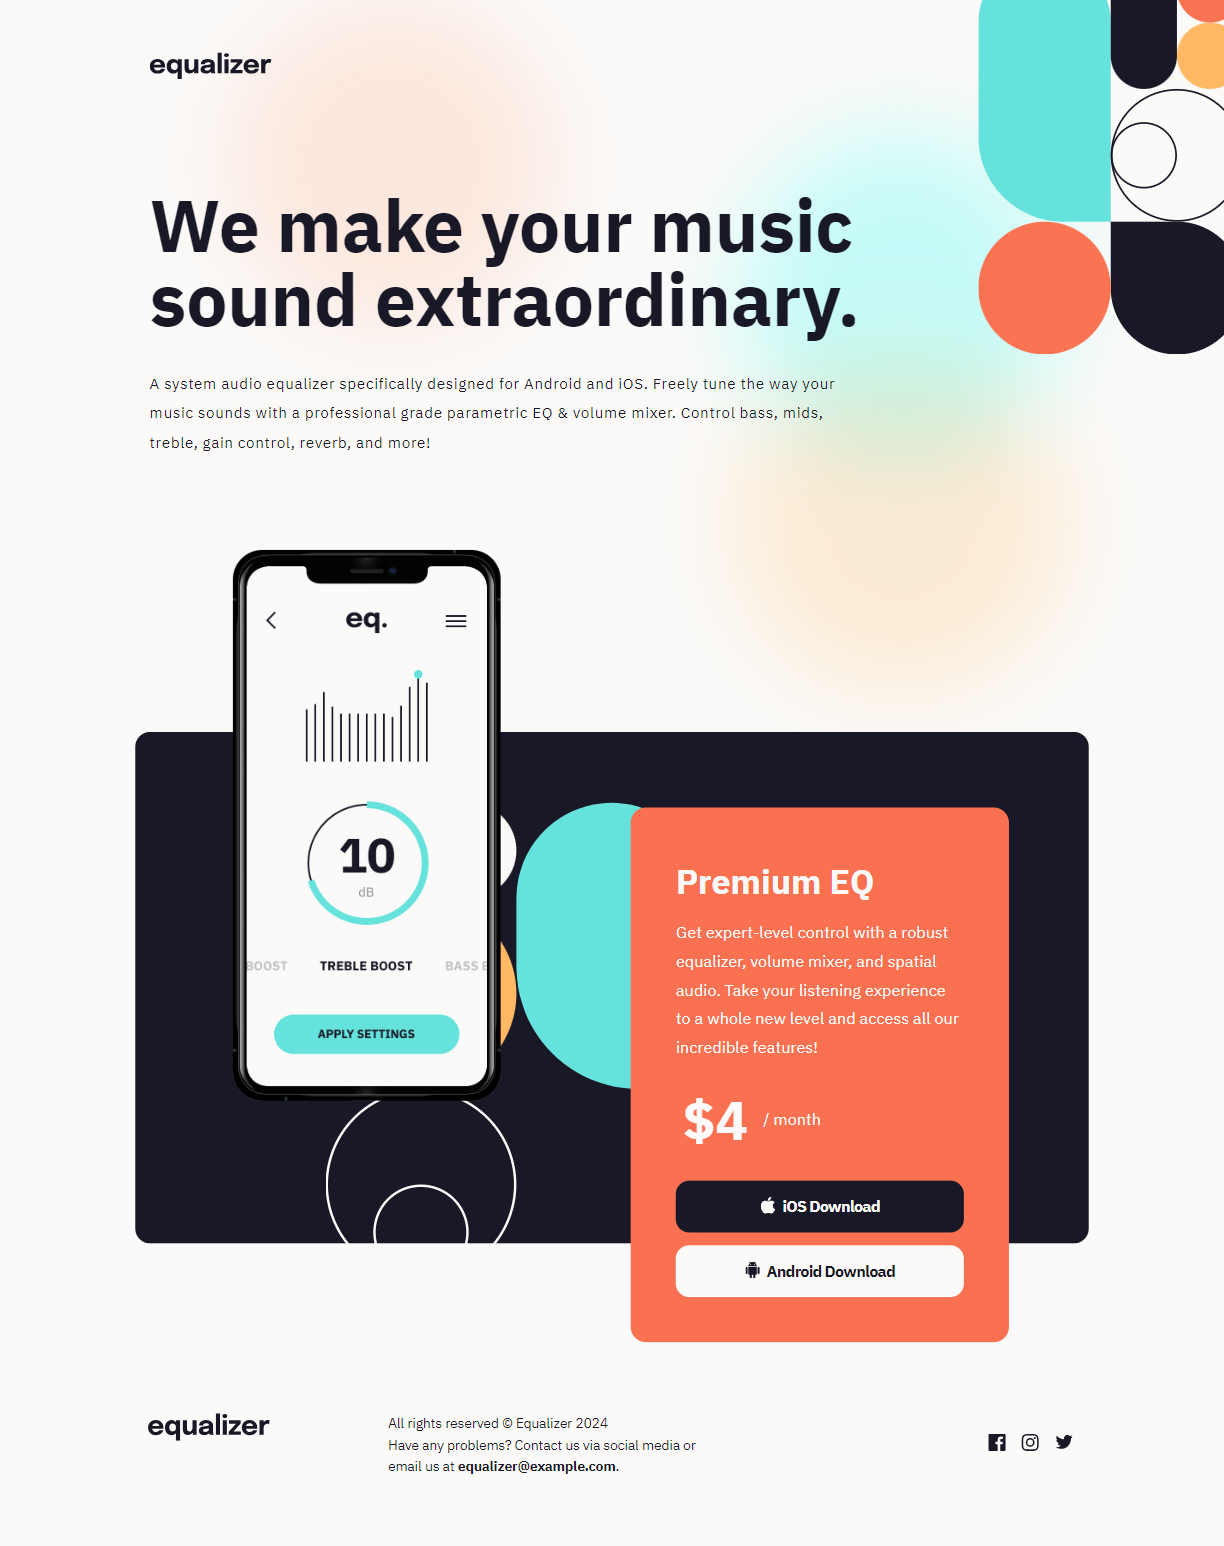 equalizer
We make your music
sound extraordinary.
A system audio equalizer specifically designed for Android and iOS. Freely tune the way your
music sounds with a professional grade parametric EQ & volume mixer. Control bass, mids,
treble, gain control, reverb, and more!
eq.
10
dB
BOOST TREBLE BOOST BASS B
APPLY SETTINGS
Premium EQ
Get expert-level control with a robust
equalizer, volume mixer, and spatial
audio. Take your listening experience
to a whole new level and access all our
incredible features!
$4 / month
iOS Download
Android Download
equalizer
All rights reserved © Equalizer 2024
Have any problems? Contact us via social media or
email us at equalizer@example.com.